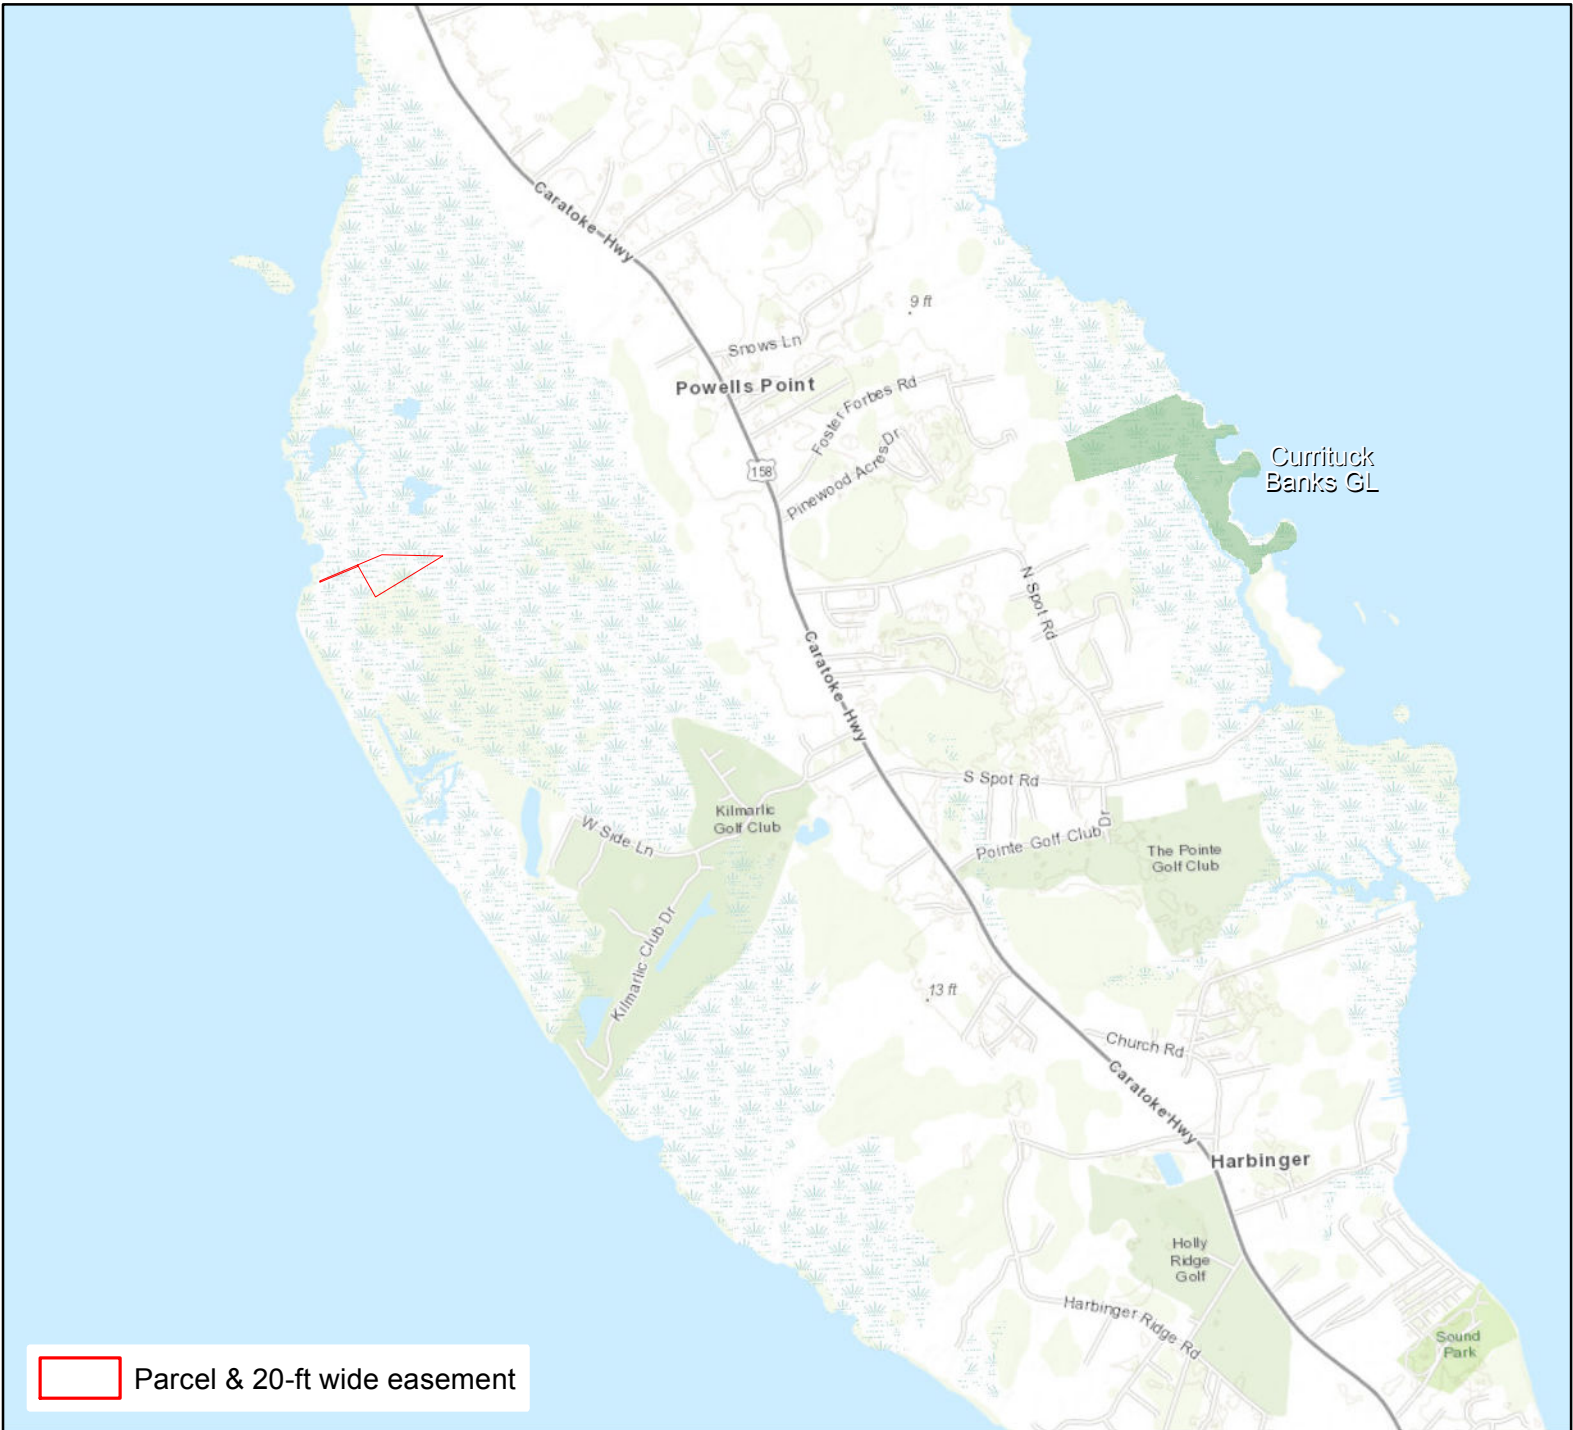 Caratoke Hwy
9 ft
Snows Ln
Powells Point
Foster Forbes Rd
Pinewood Acres Dr
158
Currituck
Banks GL
N Spot Rd
Caratoke Hwy
S Spot Rd
Kilmarlic
Golf Club
W Side Ln
Pointe Golf Club Dr
The Pointe
Golf Club
Kilmarlic Club Dr
13 ft
Church Rd
Caratoke Hwy
Harbinger
Holly
Ridge
Golf
Harbinger Ridge Rd
Sound
Park
Parcel & 20-ft wide easement